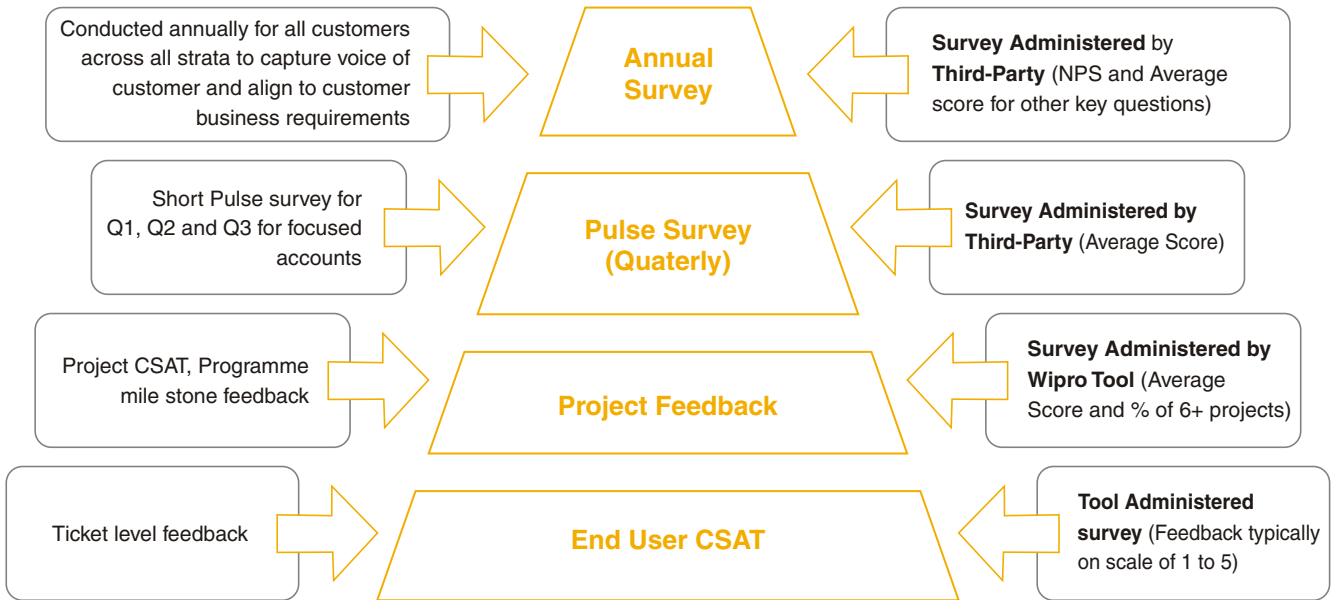 Conducted annually for all customers
across all strata to capture voice of
customer and align to customer
business requirements
Annual
Survey
Survey Administered by
Third-Party (NPS and Average
score for other key questions)
Short Pulse survey for
Q1, Q2 and Q3 for focused
accounts
Pulse Survey
(Quaterly)
Survey Administered by
Third-Party (Average Score)
Project CSAT, Programme
mile stone feedback
Project Feedback
Survey Administered by
Wipro Tool (Average
Score and % of 6+ projects)
Ticket level feedback
End User CSAT
Tool Administered
survey (Feedback typically
on scale of 1 to 5)